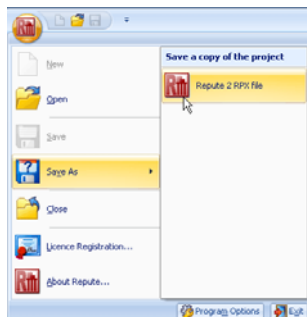 New
Open
Save
Save As
Close
Licence Registration...
About Repute...
Save a copy of the project
Repute 2 RPX file
Program Options
Exit